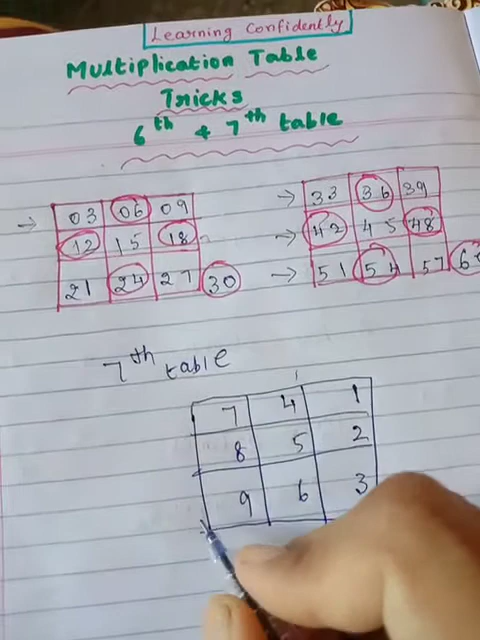 Learning Confidently
Multiplication Table
Tricks
6th & 7th table
→ 03 06 09
12 15 18
21 24 27 30
→ 33 36 39
→ 42 45 48
→ 51 54 57
7th table
7 4 1
8 5 2
9 6 3